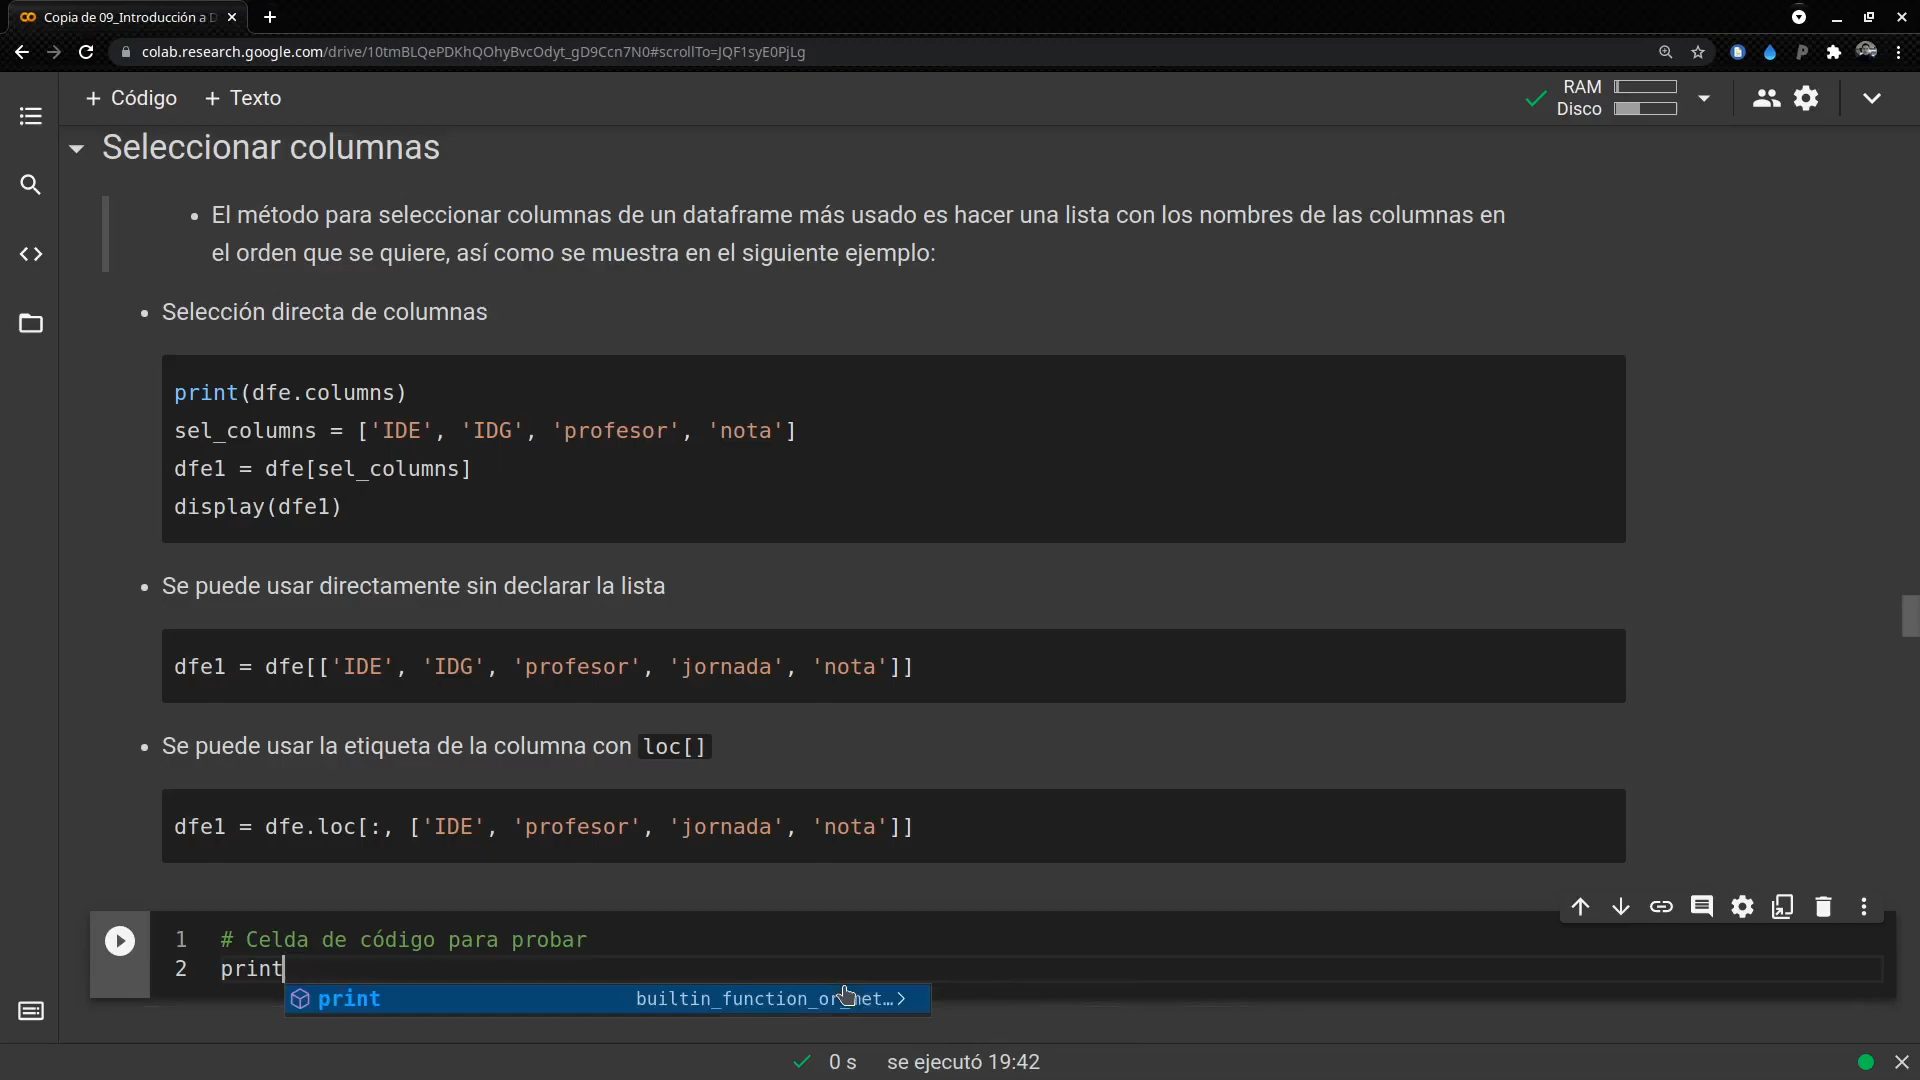 Copia de 09_Introducción a D
colab.research.google.com/drive/10tmBLQePDKhQOhyBvcOdyt_gD9Ccn7N0#scrollTo=JQF1syE0PjLg
+ Código + Texto
RAM
Disco
Seleccionar columnas
• El método para seleccionar columnas de un dataframe más usado es hacer una lista con los nombres de las columnas en
el orden que se quiere, así como se muestra en el siguiente ejemplo:
• Selección directa de columnas
print(dfe.columns)
sel_columns = ['IDE', 'IDG', 'profesor', 'nota']
dfe1 = dfe[sel_columns]
display(dfe1)
• Se puede usar directamente sin declarar la lista
dfe1 = dfe[['IDE', 'IDG', 'profesor', 'jornada', 'nota']]
• Se puede usar la etiqueta de la columna con loc[]
dfe1 = dfe.loc[:, ['IDE', 'profesor', 'jornada', 'nota']]
1 # Celda de código para probar
2 print
print builtin_function_or_met…
0 s se ejecutó 19:42